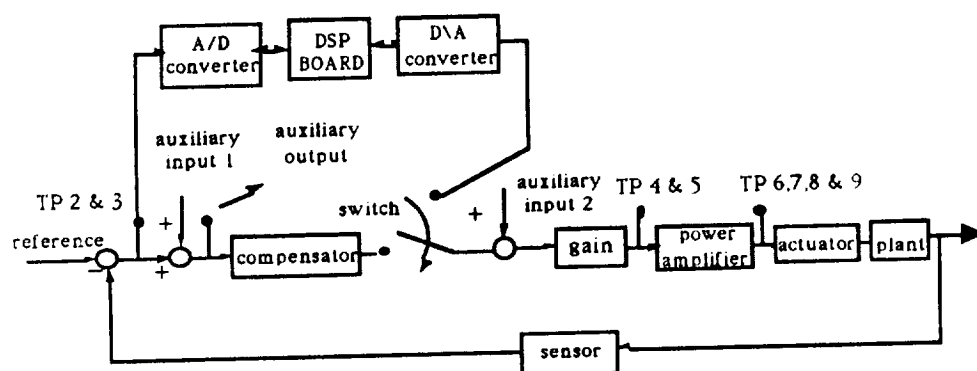 A/D
converter
DSP
BOARD
D\A
converter
auxiliary
input 1
auxiliary
output
TP 2 & 3
switch
auxiliary
input 2
TP 4 & 5
TP 6,7,8 & 9
+
+
reference
−
+
compensator
gain
power
amplifier
actuator
plant
sensor